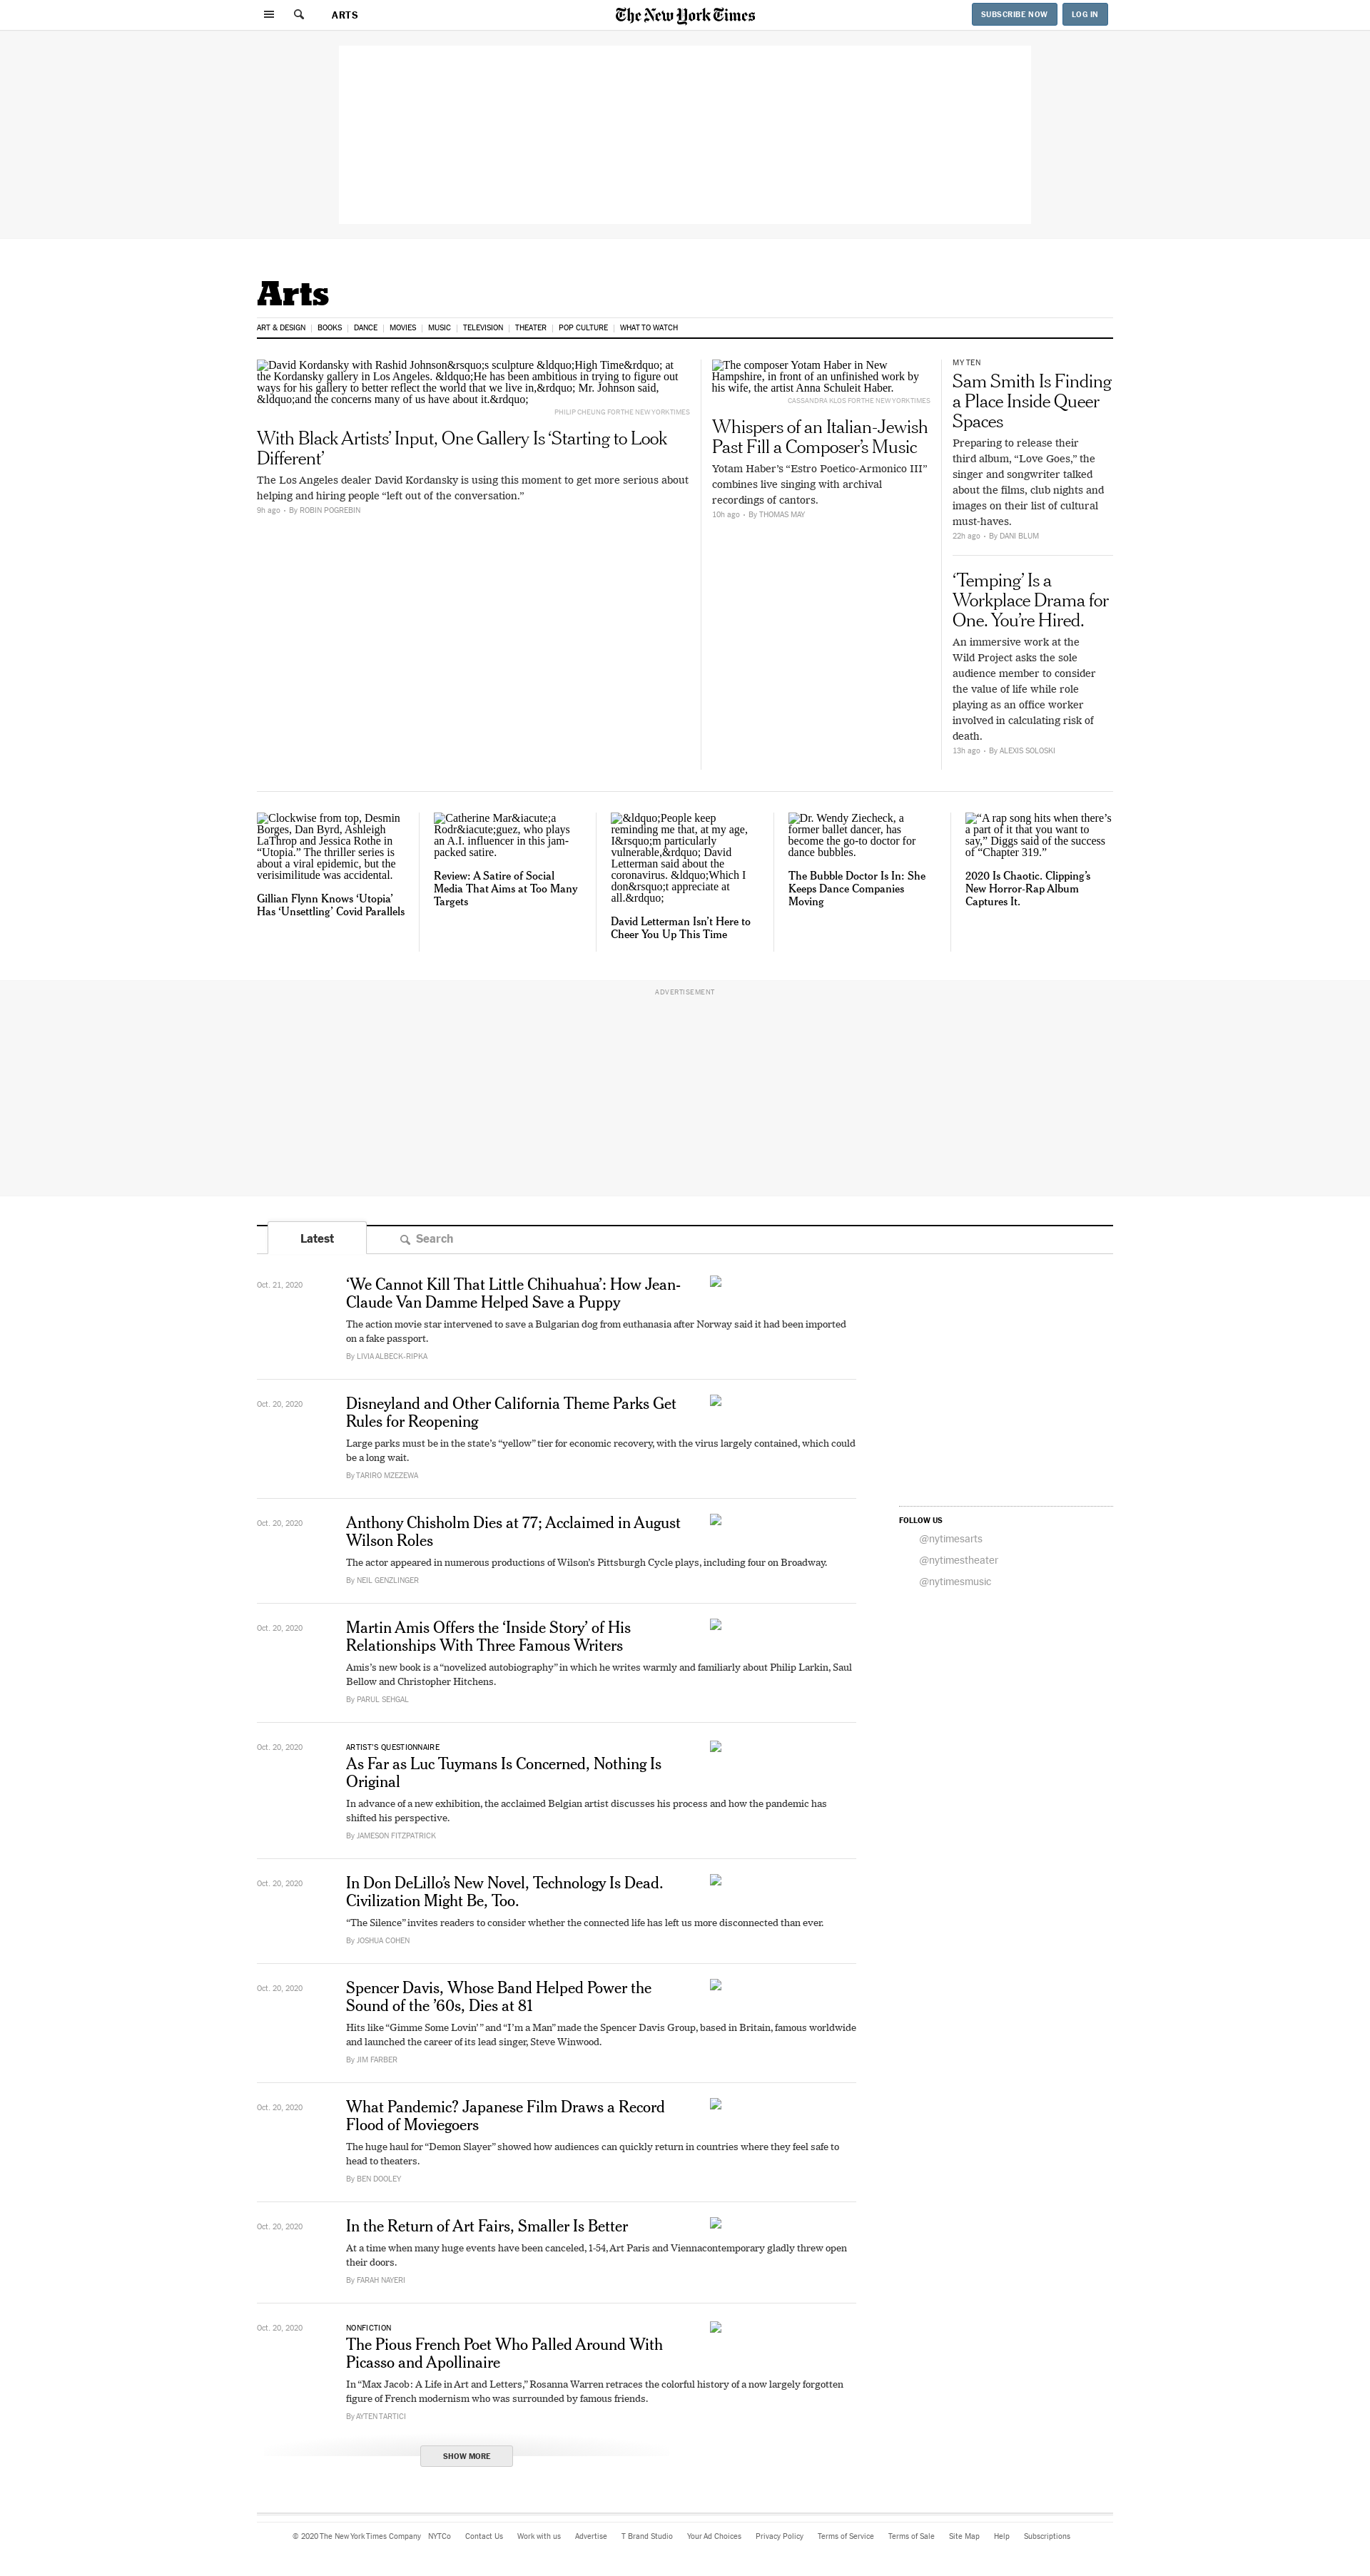 ARTS
The New York Times
SUBSCRIBE NOW
LOG IN
Arts
ART & DESIGN
BOOKS
DANCE
MOVIES
MUSIC
TELEVISION
THEATER
POP CULTURE
WHAT TO WATCH
David Kordansky with Rashid Johnson&rsquo;s sculpture &ldquo;High Time&rdquo; at
the Kordansky gallery in Los Angeles. &ldquo;He has been ambitious in trying to figure out
ways for his gallery to better reflect the world that we live in,&rdquo; Mr. Johnson said,
&ldquo;and the concerns many of us have about it.&rdquo;
PHILIP CHEUNG FOR THE NEW YORK TIMES
With Black Artists’ Input, One Gallery Is ‘Starting to Look
Different’
The Los Angeles dealer David Kordansky is using this moment to get more serious about
helping and hiring people “left out of the conversation.”
9h ago • By ROBIN POGREBIN
The composer Yotam Haber in New
Hampshire, in front of an unfinished work by
his wife, the artist Anna Schuleit Haber.
CASSANDRA KLOS FOR THE NEW YORK TIMES
Whispers of an Italian-Jewish
Past Fill a Composer’s Music
Yotam Haber’s “Estro Poetico-Armonico III”
combines live singing with archival
recordings of cantors.
10h ago • By THOMAS MAY
MY TEN
Sam Smith Is Finding
a Place Inside Queer
Spaces
Preparing to release their
third album, “Love Goes,” the
singer and songwriter talked
about the films, club nights and
images on their list of cultural
must-haves.
22h ago • By DANI BLUM
‘Temping’ Is a
Workplace Drama for
One. You’re Hired.
An immersive work at the
Wild Project asks the sole
audience member to consider
the value of life while role
playing as an office worker
involved in calculating risk of
death.
13h ago • By ALEXIS SOLOSKI
Clockwise from top, Desmin
Borges, Dan Byrd, Ashleigh
LaThrop and Jessica Rothe in
“Utopia.” The thriller series is
about a viral epidemic, but the
verisimilitude was accidental.
Gillian Flynn Knows ‘Utopia’
Has ‘Unsettling’ Covid Parallels
Catherine Mar&iacute;a
Rodr&iacute;guez, who plays
an A.I. influencer in this jam-
packed satire.
Review: A Satire of Social
Media That Aims at Too Many
Targets
&ldquo;People keep
reminding me that, at my age,
I&rsquo;m particularly
vulnerable,&rdquo; David
Letterman said about the
coronavirus. &ldquo;Which I
don&rsquo;t appreciate at
all.&rdquo;
David Letterman Isn’t Here to
Cheer You Up This Time
Dr. Wendy Ziecheck, a
former ballet dancer, has
become the go-to doctor for
dance bubbles.
The Bubble Doctor Is In: She
Keeps Dance Companies
Moving
“A rap song hits when there’s
a part of it that you want to
say,” Diggs said of the success
of “Chapter 319.”
2020 Is Chaotic. Clipping’s
New Horror-Rap Album
Captures It.
ADVERTISEMENT
Latest
Search
Oct. 21, 2020
‘We Cannot Kill That Little Chihuahua’: How Jean-
Claude Van Damme Helped Save a Puppy
The action movie star intervened to save a Bulgarian dog from euthanasia after Norway said it had been imported
on a fake passport.
By LIVIA ALBECK-RIPKA
Oct. 20, 2020
Disneyland and Other California Theme Parks Get
Rules for Reopening
Large parks must be in the state’s “yellow” tier for economic recovery, with the virus largely contained, which could
be a long wait.
By TARIRO MZEZEWA
Oct. 20, 2020
Anthony Chisholm Dies at 77; Acclaimed in August
Wilson Roles
The actor appeared in numerous productions of Wilson’s Pittsburgh Cycle plays, including four on Broadway.
By NEIL GENZLINGER
FOLLOW US
@nytimesarts
@nytimestheater
@nytimesmusic
Oct. 20, 2020
Martin Amis Offers the ‘Inside Story’ of His
Relationships With Three Famous Writers
Amis’s new book is a “novelized autobiography” in which he writes warmly and familiarly about Philip Larkin, Saul
Bellow and Christopher Hitchens.
By PARUL SEHGAL
Oct. 20, 2020
ARTIST’S QUESTIONNAIRE
As Far as Luc Tuymans Is Concerned, Nothing Is
Original
In advance of a new exhibition, the acclaimed Belgian artist discusses his process and how the pandemic has
shifted his perspective.
By JAMESON FITZPATRICK
Oct. 20, 2020
In Don DeLillo’s New Novel, Technology Is Dead.
Civilization Might Be, Too.
“The Silence” invites readers to consider whether the connected life has left us more disconnected than ever.
By JOSHUA COHEN
Oct. 20, 2020
Spencer Davis, Whose Band Helped Power the
Sound of the ’60s, Dies at 81
Hits like “Gimme Some Lovin’ ” and “I’m a Man” made the Spencer Davis Group, based in Britain, famous worldwide
and launched the career of its lead singer, Steve Winwood.
By JIM FARBER
Oct. 20, 2020
What Pandemic? Japanese Film Draws a Record
Flood of Moviegoers
The huge haul for “Demon Slayer” showed how audiences can quickly return in countries where they feel safe to
head to theaters.
By BEN DOOLEY
Oct. 20, 2020
In the Return of Art Fairs, Smaller Is Better
At a time when many huge events have been canceled, 1-54, Art Paris and Viennacontemporary gladly threw open
their doors.
By FARAH NAYERI
Oct. 20, 2020
NONFICTION
The Pious French Poet Who Palled Around With
Picasso and Apollinaire
In “Max Jacob: A Life in Art and Letters,” Rosanna Warren retraces the colorful history of a now largely forgotten
figure of French modernism who was surrounded by famous friends.
By AYTEN TARTICI
SHOW MORE
© 2020 The New York Times Company NYTCo Contact Us Work with us Advertise T Brand Studio Your Ad Choices Privacy Policy Terms of Service Terms of Sale Site Map Help Subscriptions